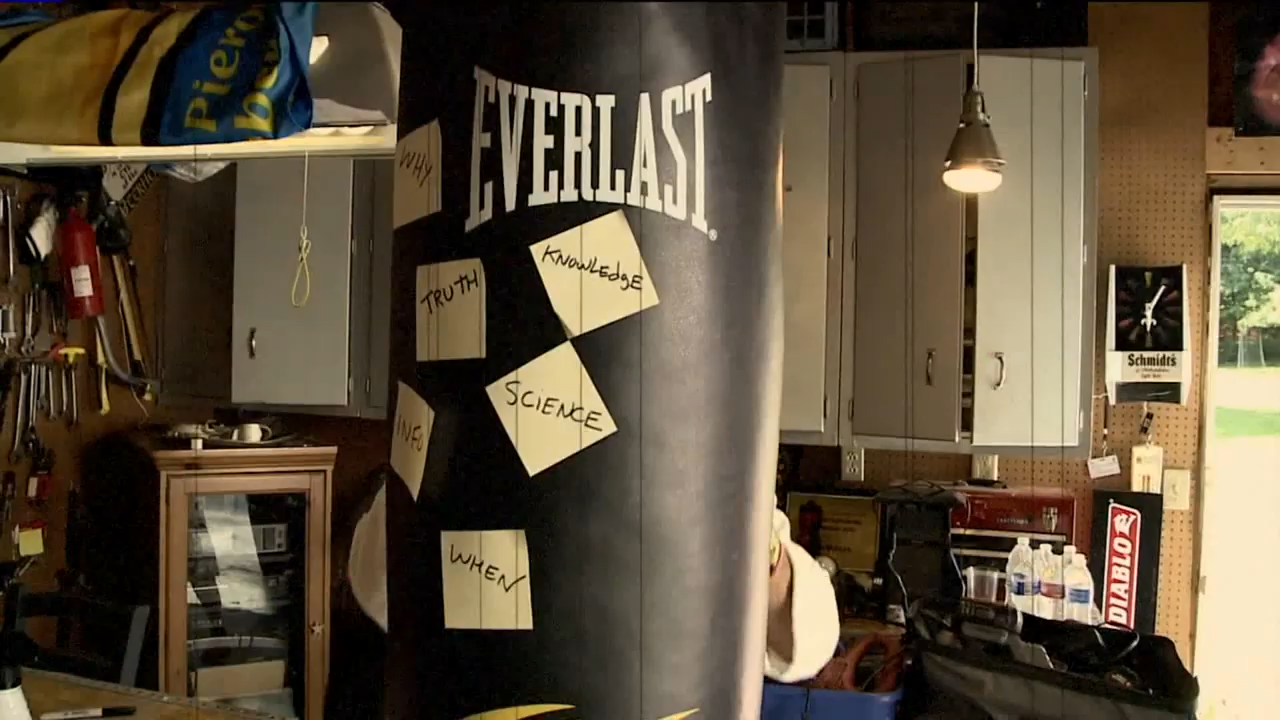 Piero
EVERLAST
WHY
KNOWLEdgE
TRUTH
SCIENCE
INFO
WHEN
Schmidt's
DIABLO